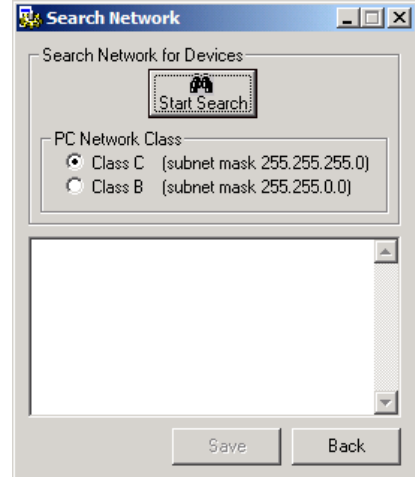 Search Network
Search Network for Devices
Start Search
PC Network Class
Class C (subnet mask 255.255.255.0)
Class B (subnet mask 255.255.0.0)
Save Back